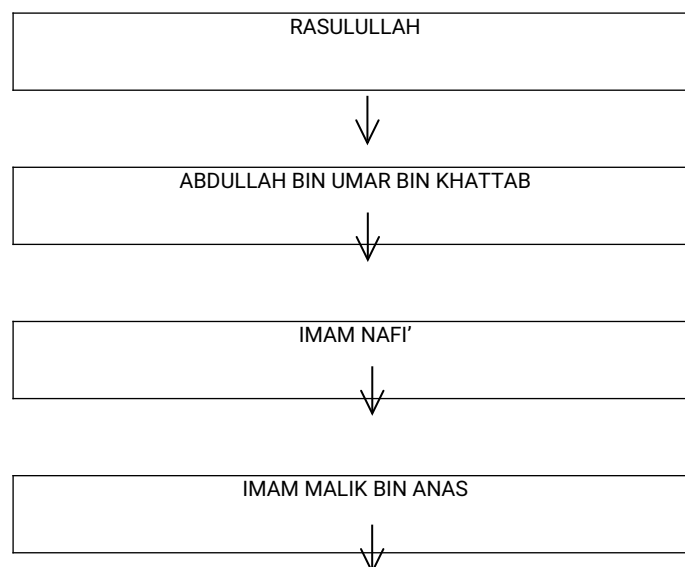 RASULULLAH
ABDULLAH BIN UMAR BIN KHATTAB
IMAM NAFI’
IMAM MALIK BIN ANAS